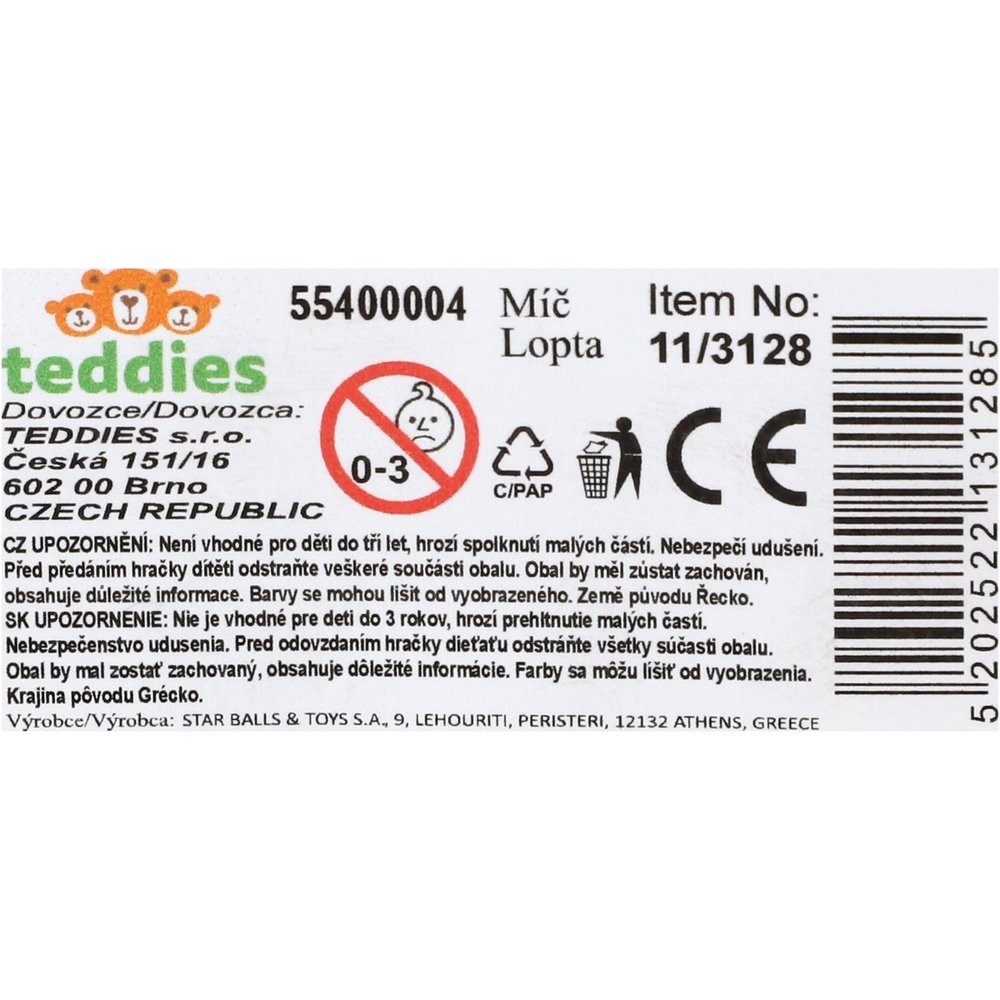 teddies
55400004
Míč
Lopta
Item No:
11/3128
Dovozce/Dovozca:
TEDDIES s.r.o.
Česká 151/16
602 00 Brno
CZECH REPUBLIC
0-3
C/PAP
CE
CZ UPOZORNĚNÍ: Není vhodné pro děti do tří let, hrozí spolknutí malých částí. Nebezpečí udušení.
Před předáním hračky dítěti odstraňte veškeré součásti obalu. Obal by měl zůstat zachován,
obsahuje důležité informace. Barvy se mohou lišit od vyobrazeného. Země původu Řecko.
SK UPOZORNENIE: Nie je vhodné pre deti do 3 rokov, hrozí prehltnutie malých častí.
Nebezpečenstvo udusenia. Pred odovzdaním hračky dieťaťu odstráňte všetky súčasti obalu.
Obal by mal zostať zachovaný, obsahuje dôležité informácie. Farby sa môžu líšiť od vyobrazenia.
Krajina pôvodu Grécko.
Výrobce/Výrobca: STAR BALLS & TOYS S.A., 9, LEHOURITI, PERISTERI, 12132 ATHENS, GREECE
5 202522 131285